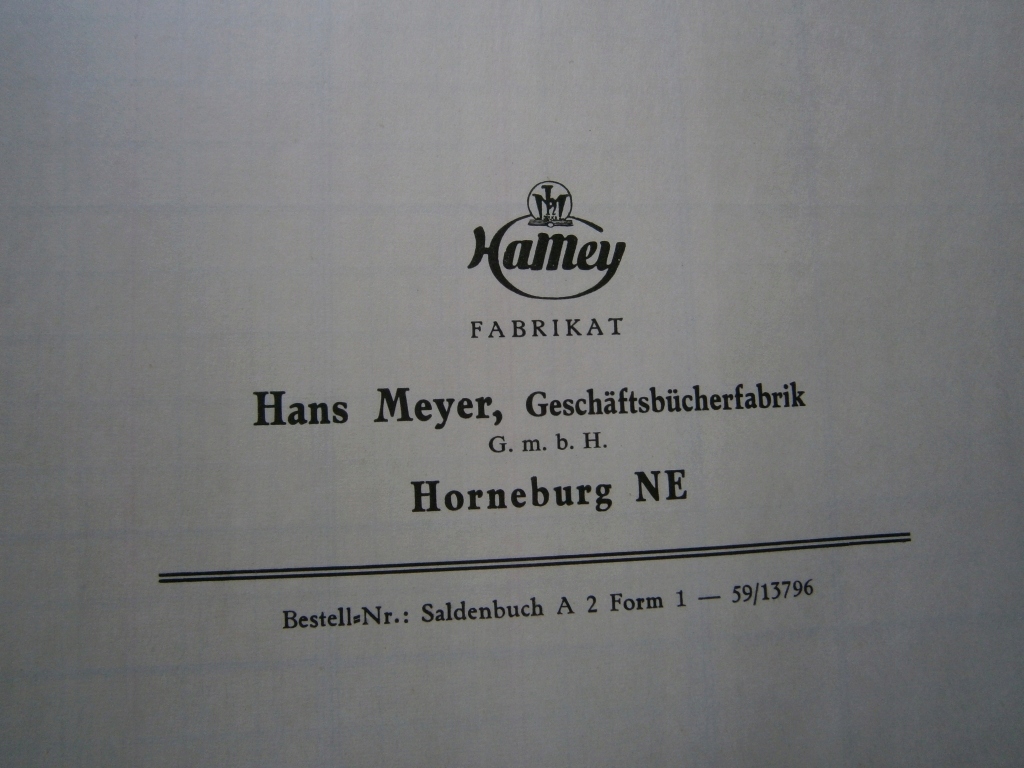 HaMey
FABRIKAT
Hans Meyer, Geschäftsbücherfabrik
G. m. b. H.
Horneburg NE
Bestell=Nr.: Saldenbuch A 2 Form 1 — 59/13796